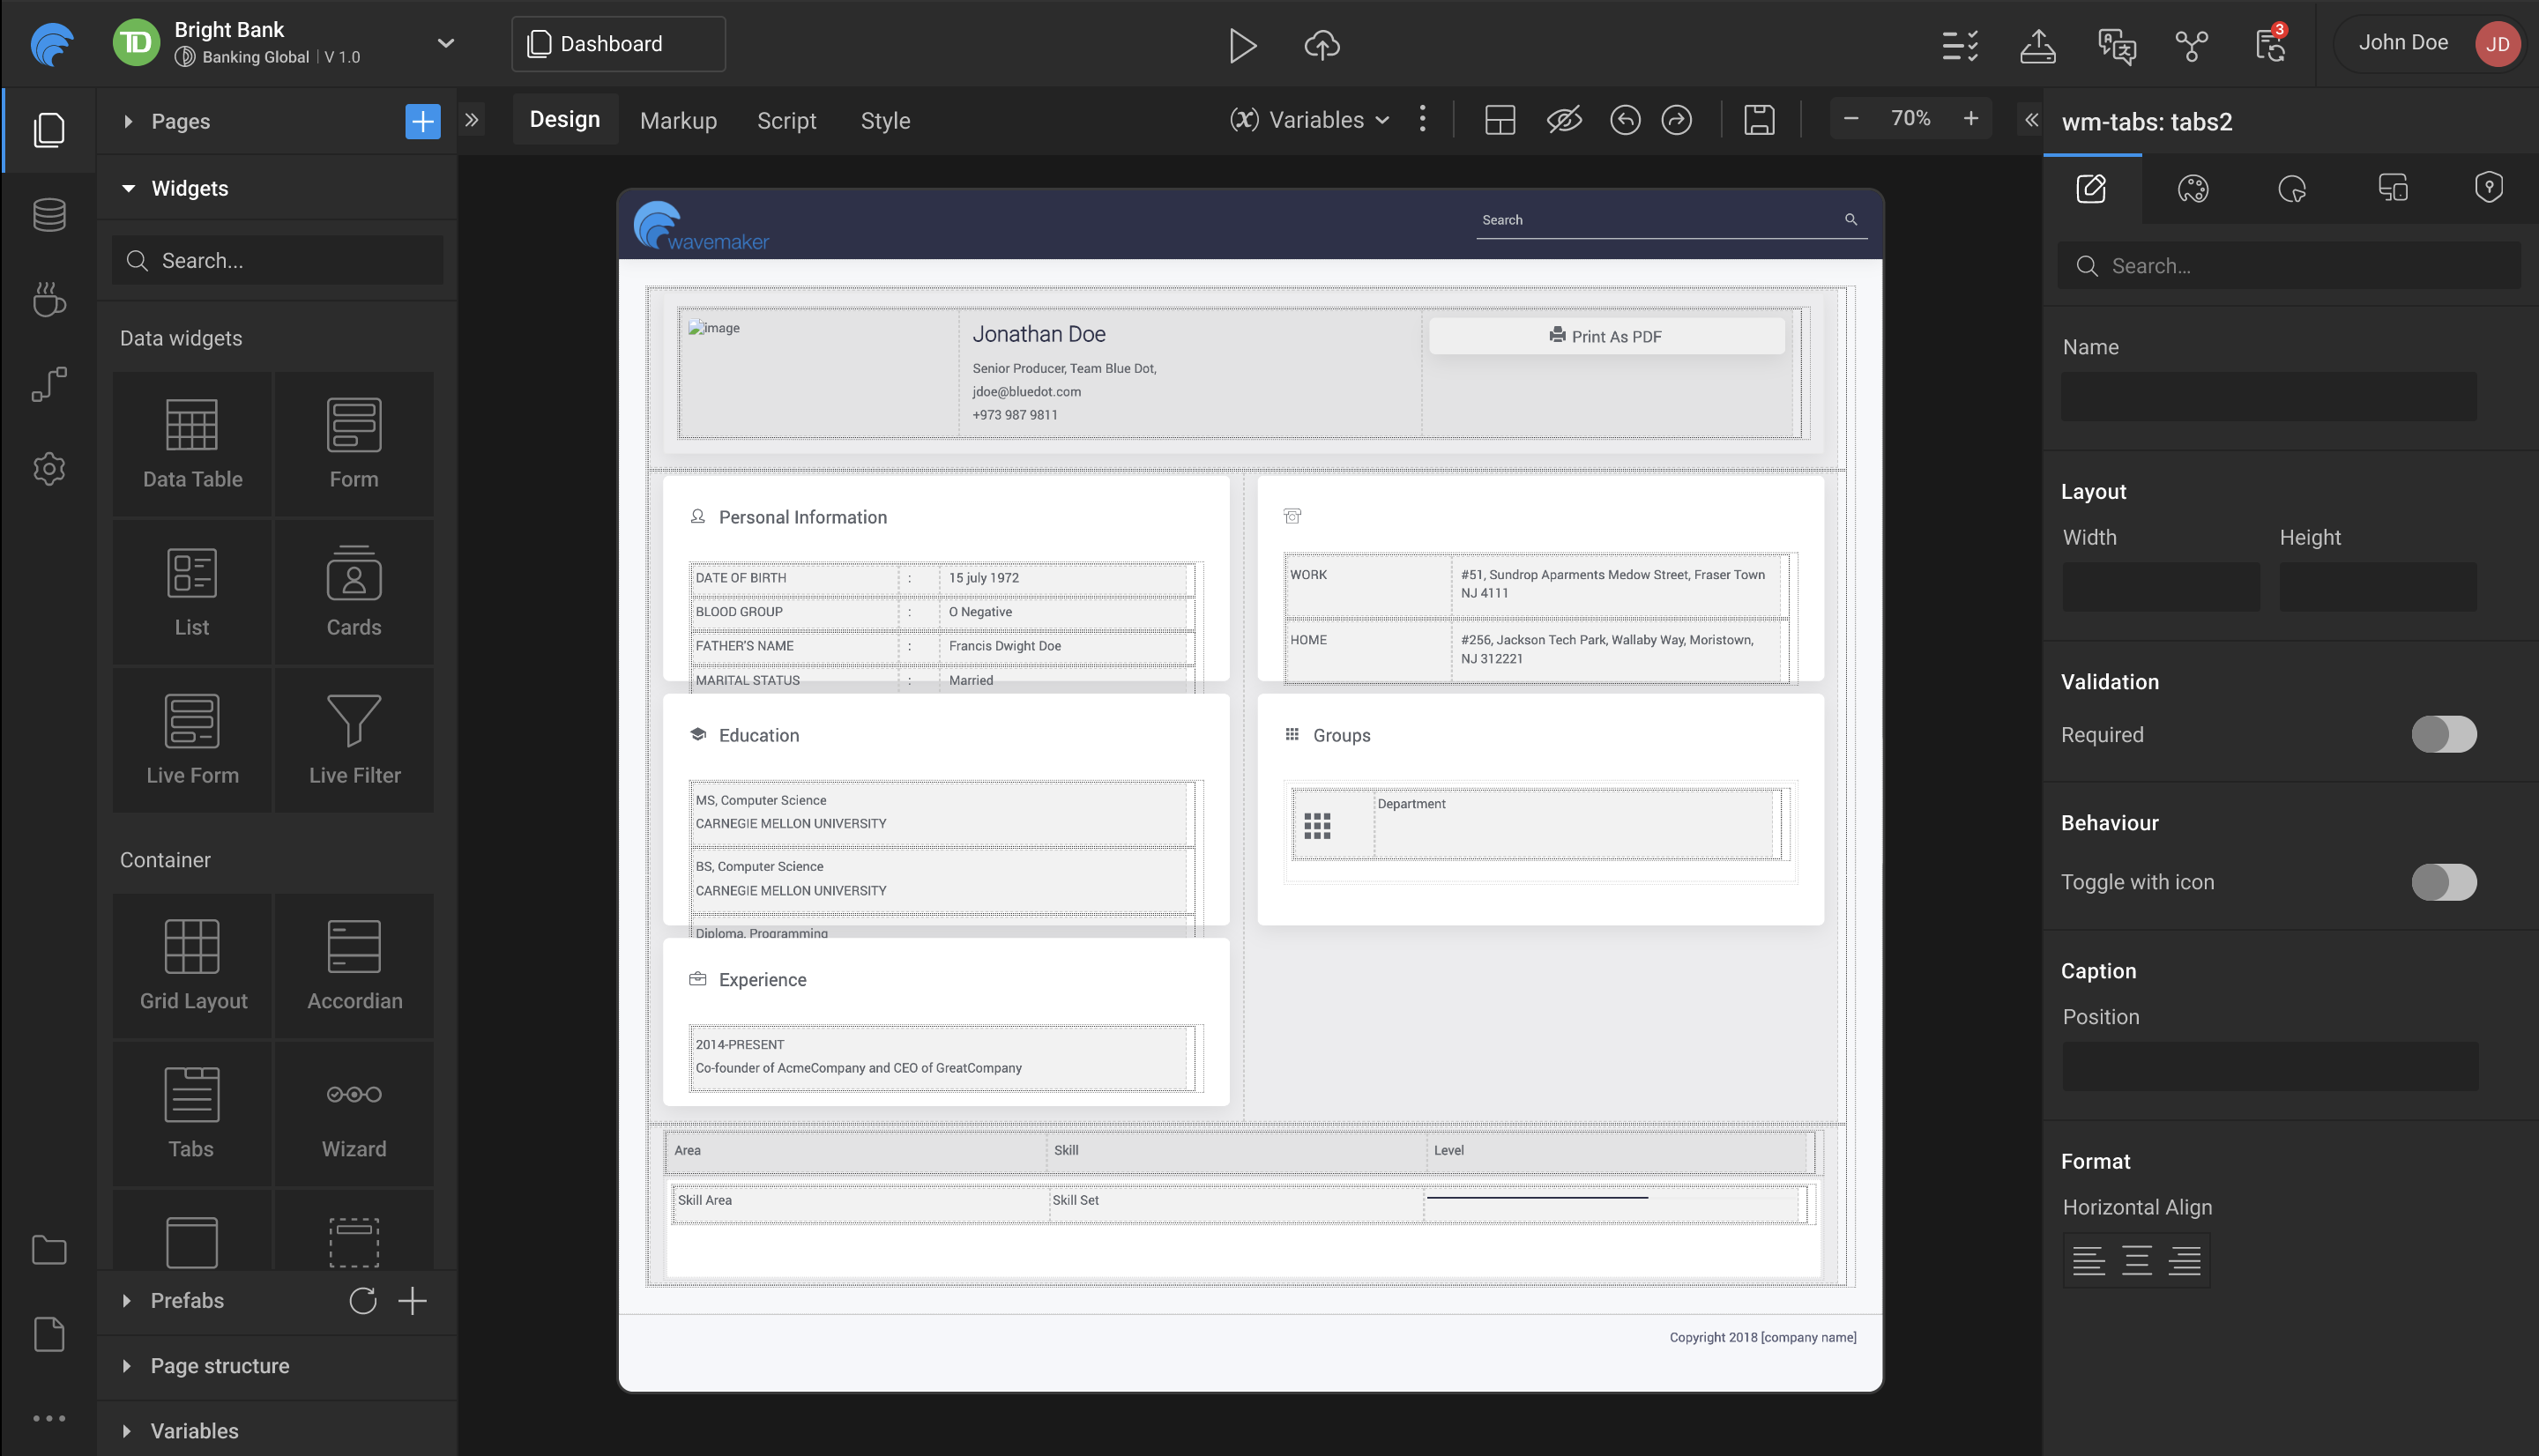 TD
Bright Bank
Banking Global | V 1.0
Dashboard
3
John Doe
JD
Pages
Design
Markup
Script
Style
(x) Variables
70%
wm-tabs: tabs2
Widgets
Search...
Data widgets
Data Table
Form
List
Cards
Live Form
Live Filter
Container
Grid Layout
Accordian
Tabs
Wizard
Prefabs
Page structure
Variables
wavemaker
Search
image
Jonathan Doe
Senior Producer, Team Blue Dot,
jdoe@bluedot.com
+973 987 9811
Print As PDF
Personal Information
DATE OF BIRTH : 15 july 1972
BLOOD GROUP : O Negative
FATHER'S NAME : Francis Dwight Doe
MARITAL STATUS : Married
WORK
#51, Sundrop Aparments Medow Street, Fraser Town
NJ 4111
HOME
#256, Jackson Tech Park, Wallaby Way, Moristown,
NJ 312221
Education
MS, Computer Science
CARNEGIE MELLON UNIVERSITY
BS, Computer Science
CARNEGIE MELLON UNIVERSITY
Diploma, Programming
Groups
Department
Experience
2014-PRESENT
Co-founder of AcmeCompany and CEO of GreatCompany
Area
Skill
Level
Skill Area
Skill Set
Copyright 2018 [company name]
Search...
Name
Layout
Width
Height
Validation
Required
Behaviour
Toggle with icon
Caption
Position
Format
Horizontal Align